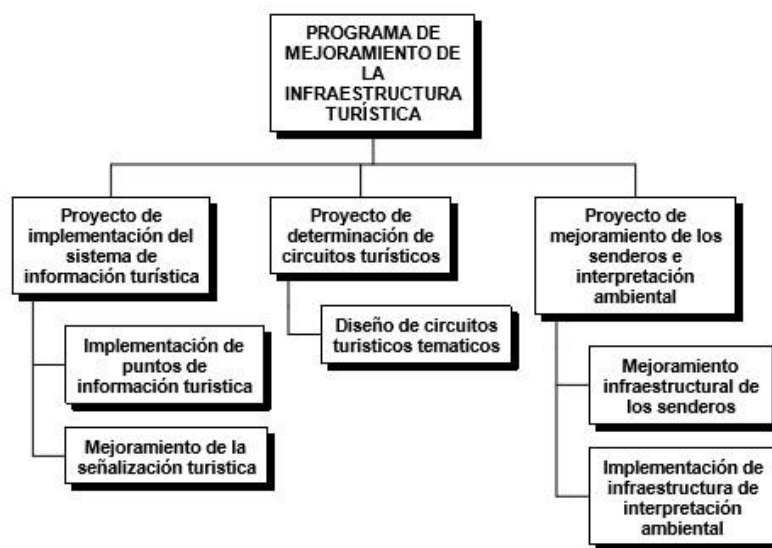 PROGRAMA DE
MEJORAMIENTO DE
LA
INFRAESTRUCTURA
TURÍSTICA
Proyecto de
implementación del
sistema de
información turística
Implementación de
puntos de
información turistica
Mejoramiento de la
señalización turistica
Proyecto de
determinación de
circuitos turísticos
Diseño de circuitos
turisticos tematicos
Proyecto de
mejoramiento de los
senderos e
interpretación
ambiental
Mejoramiento
infraestructural de
los senderos
Implementación de
infraestructura de
interpretación
ambiental